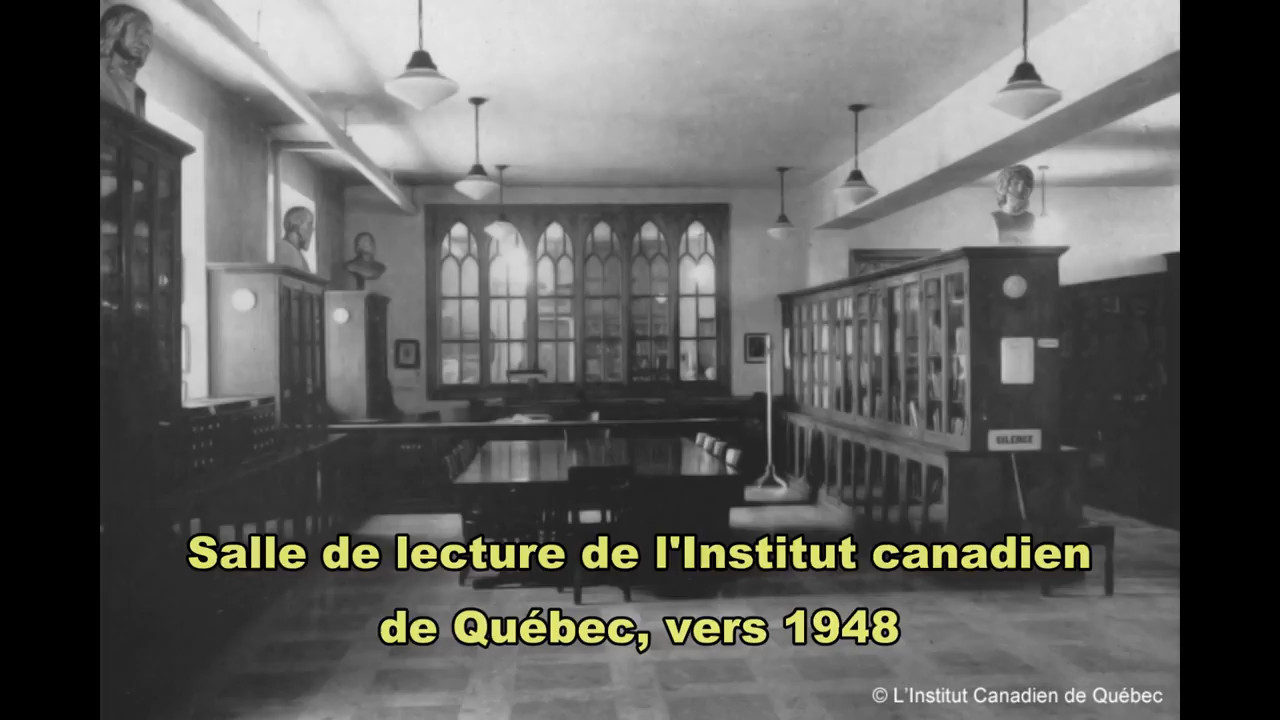 SILENCE
Salle de lecture de l'Institut canadien
de Québec, vers 1948
© L'Institut Canadien de Québec